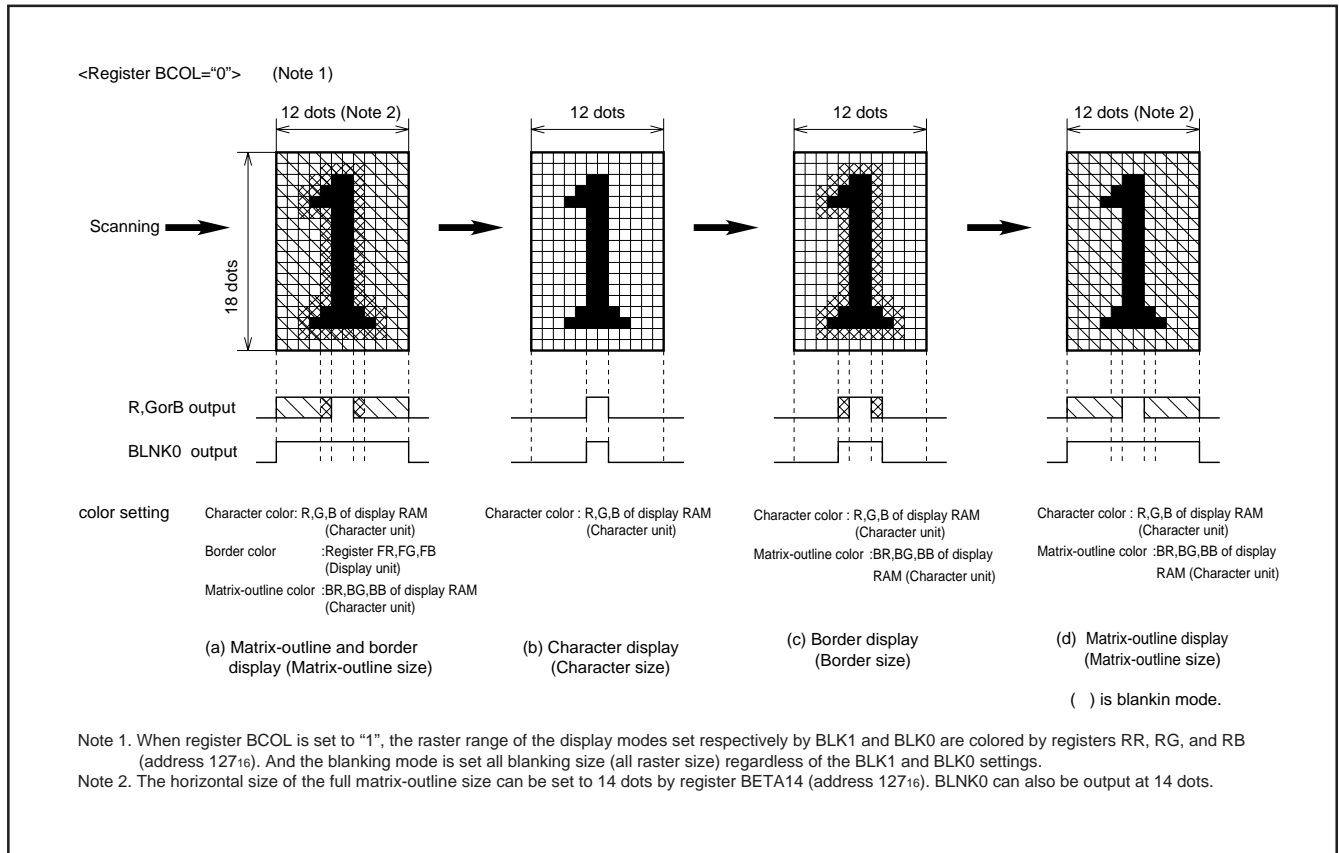 <Register BCOL=“0”> (Note 1)
12 dots (Note 2)
12 dots
12 dots
12 dots (Note 2)
Scanning
18 dots
R,GorB output
BLNK0 output
color setting
Character color: R,G,B of display RAM
(Character unit)
Border color :Register FR,FG,FB
(Display unit)
Matrix-outline color :BR,BG,BB of display RAM
(Character unit)
Character color : R,G,B of display RAM
(Character unit)
Character color : R,G,B of display RAM
(Character unit)
Matrix-outline color :BR,BG,BB of display
RAM (Character unit)
Character color : R,G,B of display RAM
(Character unit)
Matrix-outline color :BR,BG,BB of display
RAM (Character unit)
(a) Matrix-outline and border
display (Matrix-outline size)
(b) Character display
(Character size)
(c) Border display
(Border size)
(d) Matrix-outline display
(Matrix-outline size)
( ) is blankin mode.
Note 1. When register BCOL is set to “1”, the raster range of the display modes set respectively by BLK1 and BLK0 are colored by registers RR, RG, and RB
(address 127₁₆). And the blanking mode is set all blanking size (all raster size) regardless of the BLK1 and BLK0 settings.
Note 2. The horizontal size of the full matrix-outline size can be set to 14 dots by register BETA14 (address 127₁₆). BLNK0 can also be output at 14 dots.